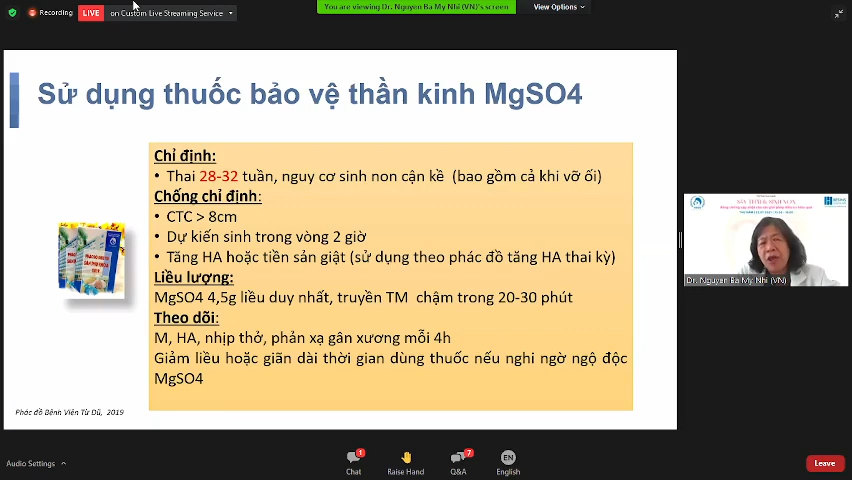 Recording
LIVE
on Custom Live Streaming Service
You are viewing Dr. Nguyen Ba My Nhi (VN)'s screen
View Options
Sử dụng thuốc bảo vệ thần kinh MgSO4
Chỉ định:
• Thai 28-32 tuần, nguy cơ sinh non cận kề (bao gồm cả khi vỡ ối)
Chống chỉ định:
• CTC > 8cm
• Dự kiến sinh trong vòng 2 giờ
• Tăng HA hoặc tiền sản giật (sử dụng theo phác đồ tăng HA thai kỳ)
Liều lượng:
MgSO4 4,5g liều duy nhất, truyền TM chậm trong 20-30 phút
Theo dõi:
M, HA, nhịp thở, phản xạ gân xương mỗi 4h
Giảm liều hoặc giãn dài thời gian dùng thuốc nếu nghi ngờ ngộ độc
MgSO4
Phác đồ Bệnh Viên Từ Dũ, 2019
Dr. Nguyen Ba My Nhi (VN)
Audio Settings
1
Chat
Raise Hand
7
Q&A
EN
English
Leave